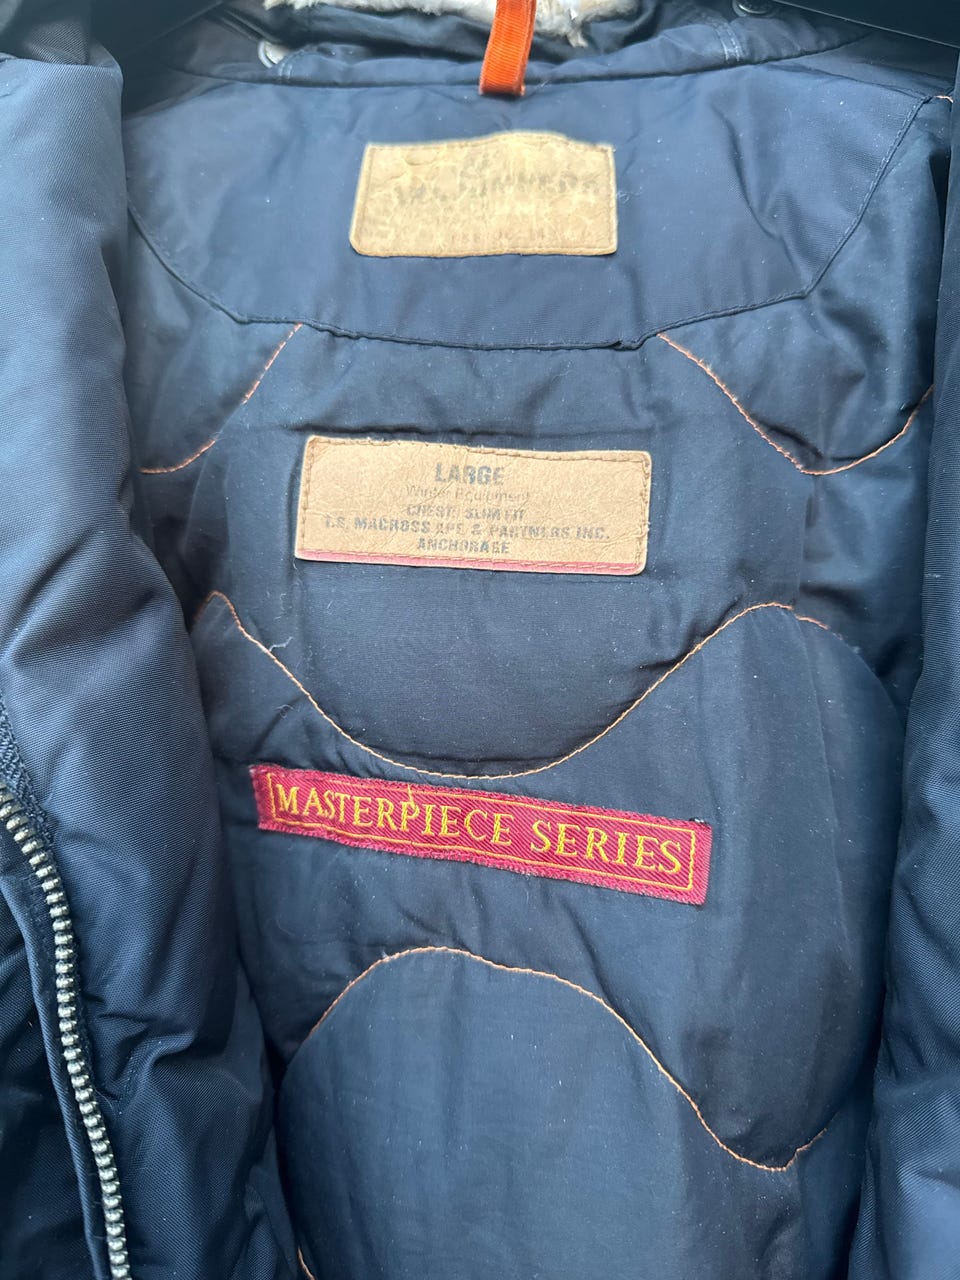 LARGE
Winter Equipment
CHEST: SLIM FIT
MACROSS APE & PARTNERS INC.
ANCHORAGE
MASTERPIECE SERIES